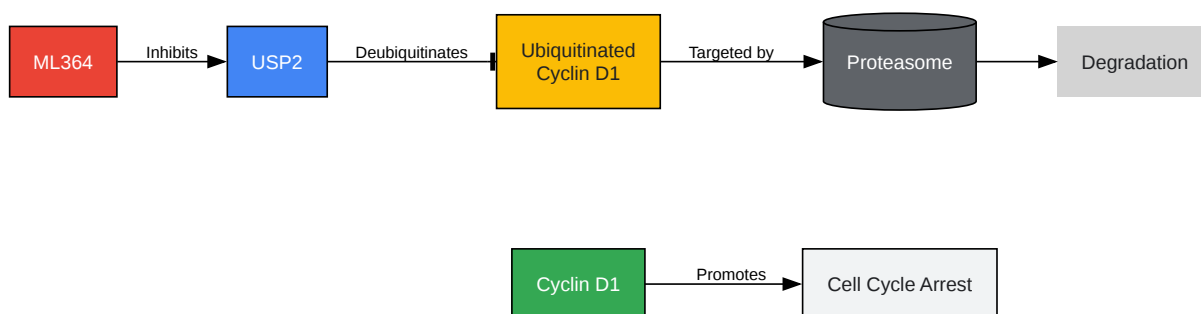 ML364
Inhibits
USP2
Deubiquitinates
Ubiquitinated
Cyclin D1
Targeted by
Proteasome
Degradation
Cyclin D1
Promotes
Cell Cycle Arrest